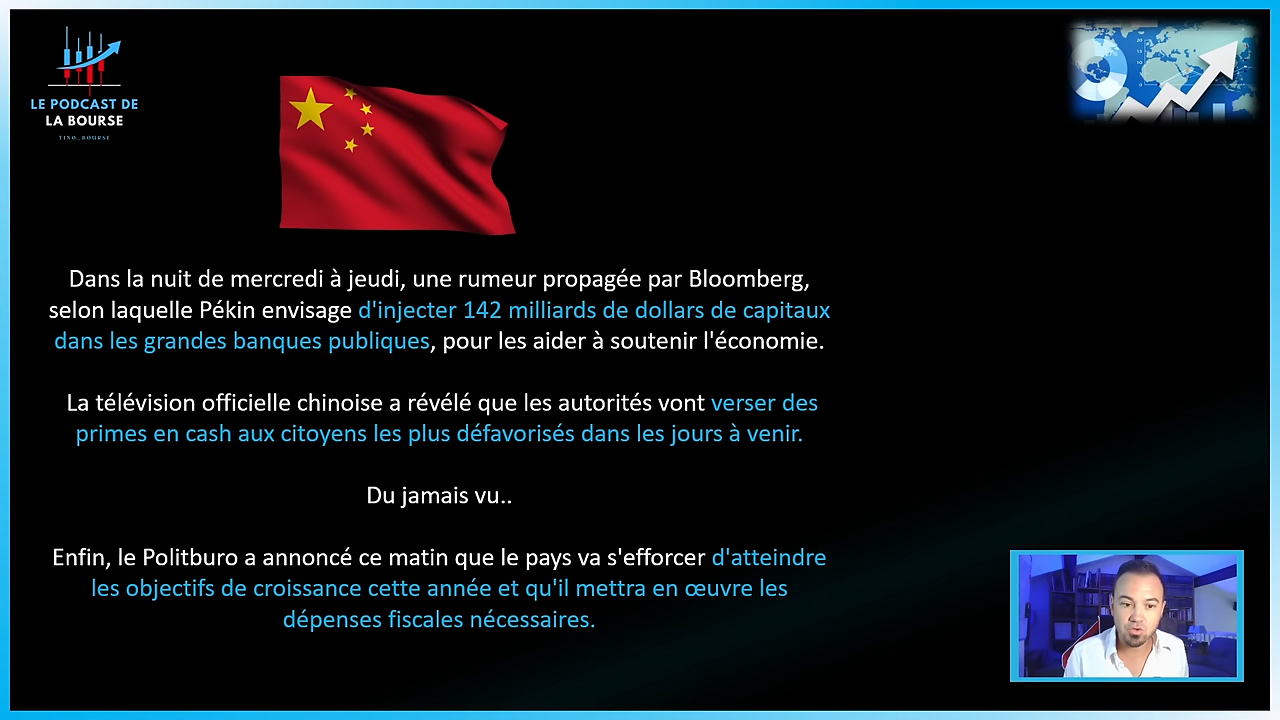 LE PODCAST DE
LA BOURSE
TINO_BOURSE
Dans la nuit de mercredi à jeudi, une rumeur propagée par Bloomberg,
selon laquelle Pékin envisage d'injecter 142 milliards de dollars de capitaux
dans les grandes banques publiques, pour les aider à soutenir l'économie.
La télévision officielle chinoise a révélé que les autorités vont verser des
primes en cash aux citoyens les plus défavorisés dans les jours à venir.
Du jamais vu..
Enfin, le Politburo a annoncé ce matin que le pays va s'efforcer d'atteindre
les objectifs de croissance cette année et qu'il mettra en œuvre les
dépenses fiscales nécessaires.